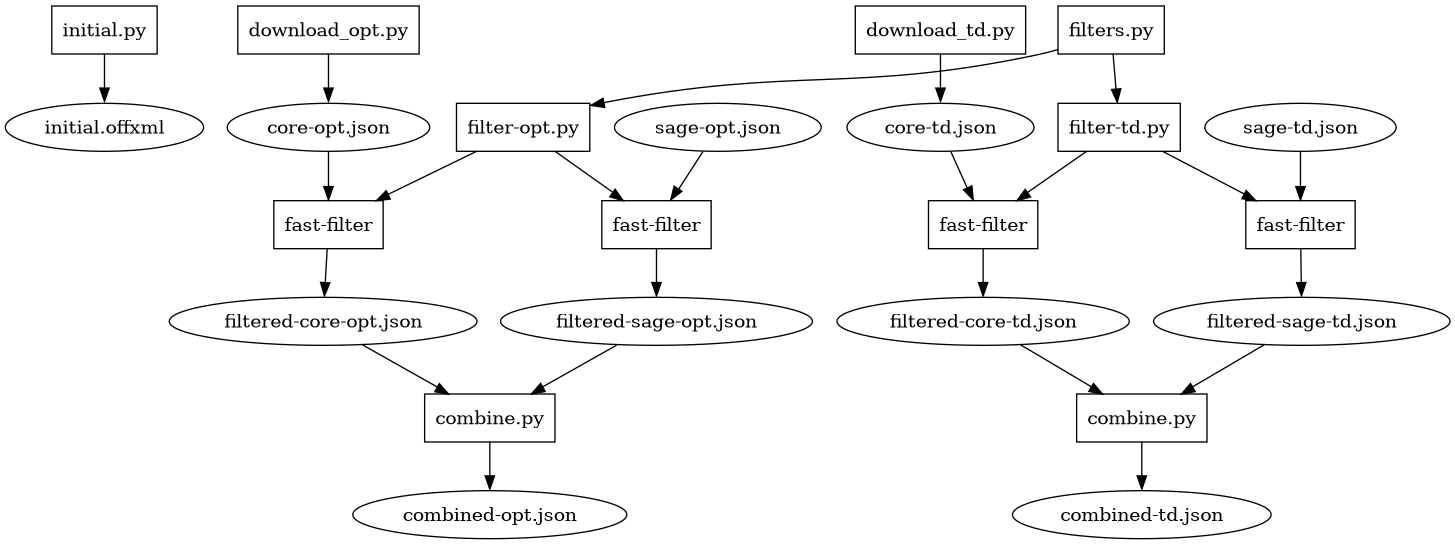 initial.py
download_opt.py
download_td.py
filters.py
initial.offxml
core-opt.json
filter-opt.py
sage-opt.json
core-td.json
filter-td.py
sage-td.json
fast-filter
fast-filter
fast-filter
fast-filter
filtered-core-opt.json
filtered-sage-opt.json
filtered-core-td.json
filtered-sage-td.json
combine.py
combine.py
combined-opt.json
combined-td.json